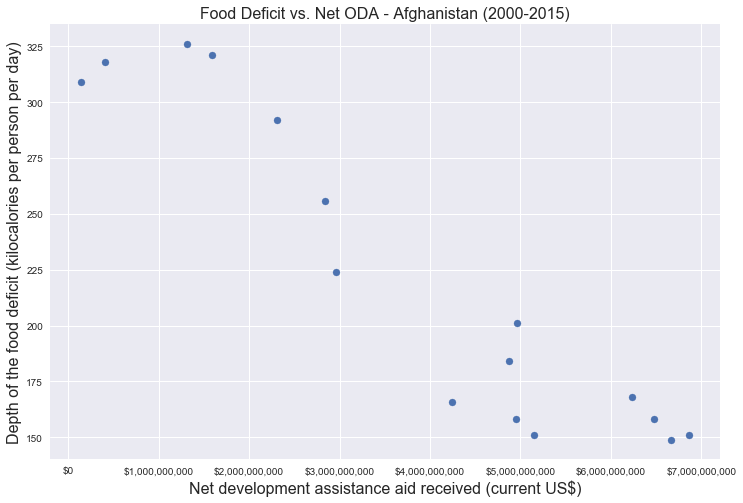 Food Deficit vs. Net ODA - Afghanistan (2000-2015)
Depth of the food deficit (kilocalories per person per day)
325
300
275
250
225
200
175
150
$0 $1,000,000,000 $2,000,000,000 $3,000,000,000 $4,000,000,000 $5,000,000,000 $6,000,000,000 $7,000,000,000
Net development assistance aid received (current US$)